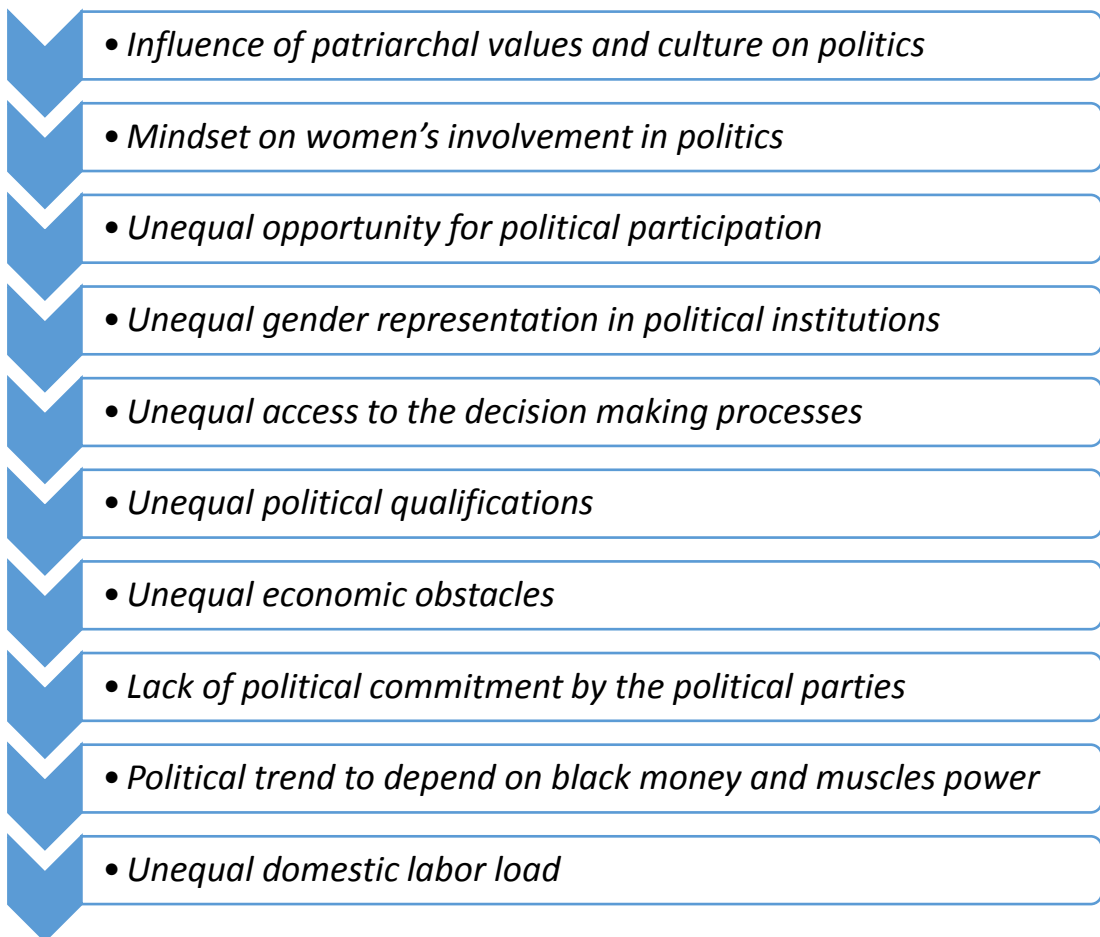 • Influence of patriarchal values and culture on politics
• Mindset on women’s involvement in politics
• Unequal opportunity for political participation
• Unequal gender representation in political institutions
• Unequal access to the decision making processes
• Unequal political qualifications
• Unequal economic obstacles
• Lack of political commitment by the political parties
• Political trend to depend on black money and muscles power
• Unequal domestic labor load